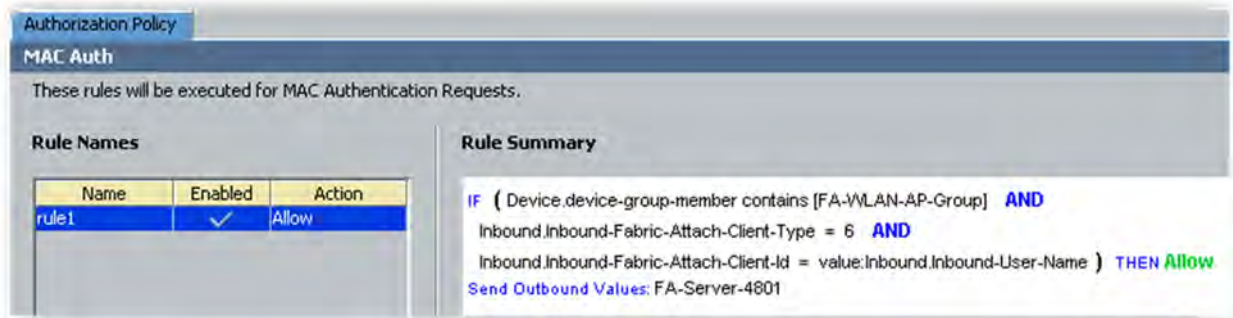 Authorization Policy
MAC Auth
These rules will be executed for MAC Authentication Requests.
Rule Names
Rule Summary
Name Enabled Action
rule1 Allow
IF ( Device.device-group-member contains [FA-WLAN-AP-Group] AND
Inbound.Inbound-Fabric-Attach-Client-Type = 6 AND
Inbound.Inbound-Fabric-Attach-Client-Id = value:Inbound.Inbound-User-Name ) THEN Allow
Send Outbound Values: FA-Server-4801